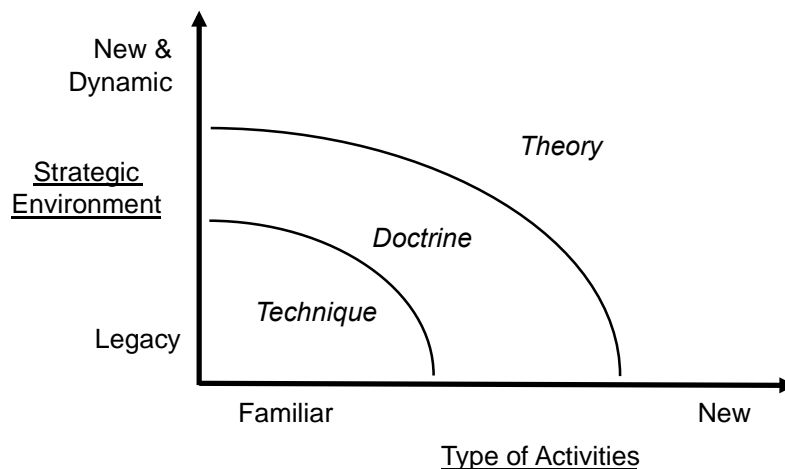 New &
Dynamic
Theory
Strategic
Environment
Doctrine
Technique
Legacy
Familiar
New
Type of Activities